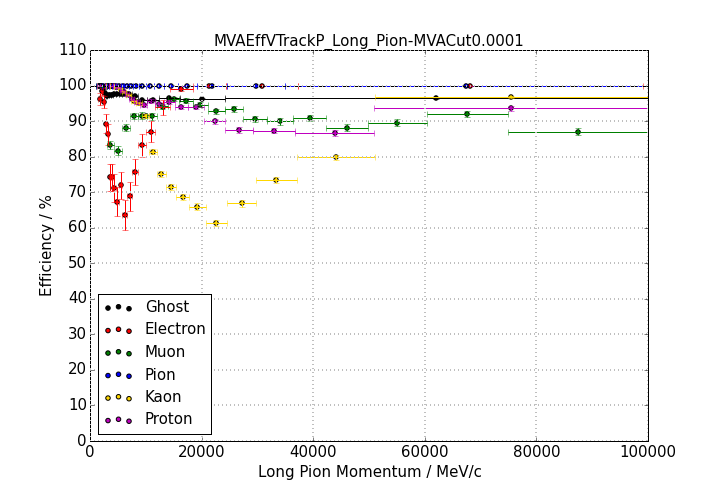 MVAEffVTrackP_Long_Pion-MVACut0.0001
110
100
90
80
70
60
50
40
30
20
10
0
Efficiency / %
Ghost
Electron
Muon
Pion
Kaon
Proton
0 20000 40000 60000 80000 100000
Long Pion Momentum / MeV/c